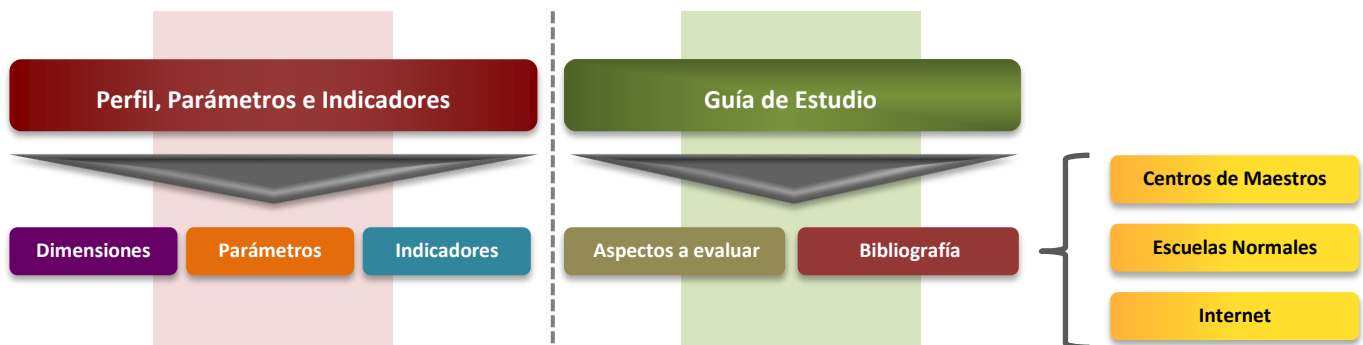 Perfil, Parámetros e Indicadores
Guía de Estudio
Dimensiones
Parámetros
Indicadores
Aspectos a evaluar
Bibliografía
Centros de Maestros
Escuelas Normales
Internet